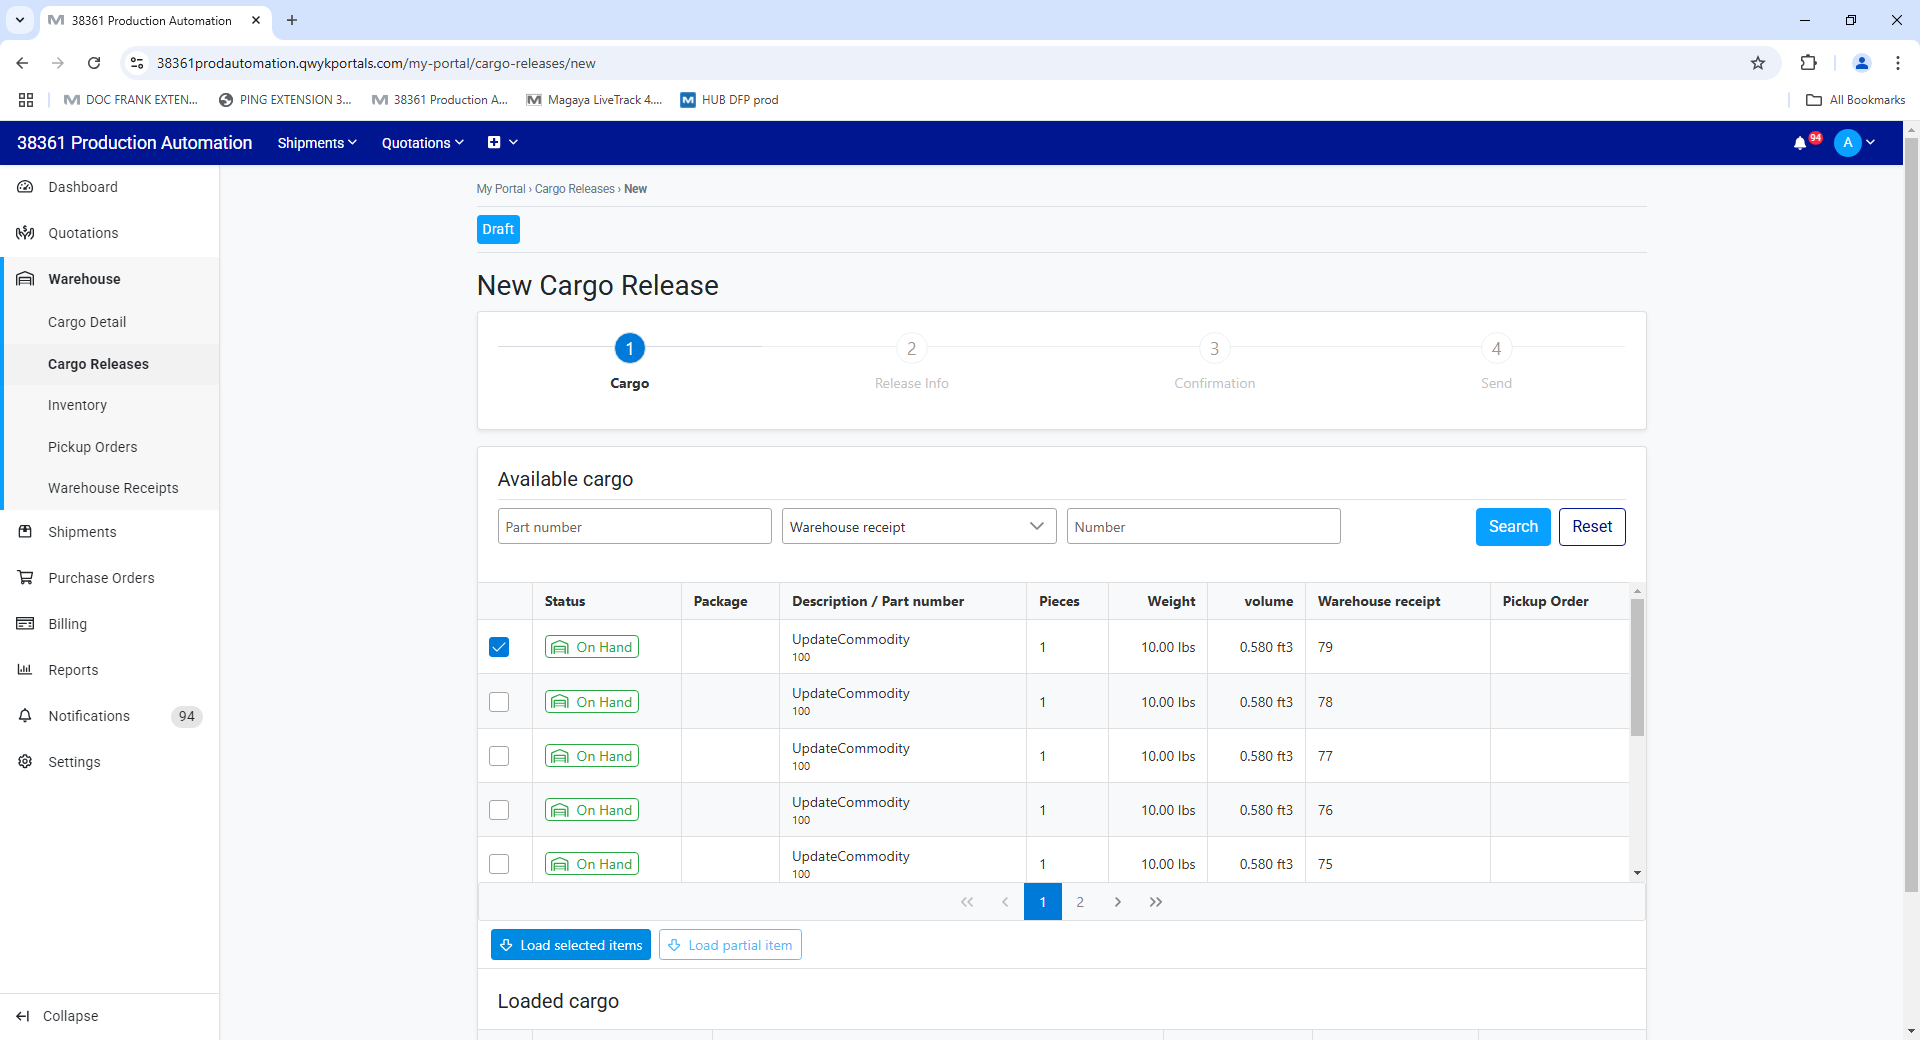 38361 Production Automation
38361prodautomation.qwykportals.com/my-portal/cargo-releases/new
DOC FRANK EXTEN...
PING EXTENSION 3...
38361 Production A...
Magaya LiveTrack 4....
HUB DFP prod
All Bookmarks
38361 Production Automation
Shipments
Quotations
94
A
Dashboard
Quotations
Warehouse
Cargo Detail
Cargo Releases
Inventory
Pickup Orders
Warehouse Receipts
Shipments
Purchase Orders
Billing
Reports
Notifications 94
Settings
Collapse
My Portal › Cargo Releases › New
Draft
New Cargo Release
1 2 3 4
Cargo Release Info Confirmation Send
Available cargo
Part number Warehouse receipt Number Search Reset
Status Package Description / Part number Pieces Weight volume Warehouse receipt Pickup Order
On Hand UpdateCommodity 1 10.00 lbs 0.580 ft3 79
100
On Hand UpdateCommodity 1 10.00 lbs 0.580 ft3 78
100
On Hand UpdateCommodity 1 10.00 lbs 0.580 ft3 77
100
On Hand UpdateCommodity 1 10.00 lbs 0.580 ft3 76
100
On Hand UpdateCommodity 1 10.00 lbs 0.580 ft3 75
100
1 2
Load selected items Load partial item
Loaded cargo